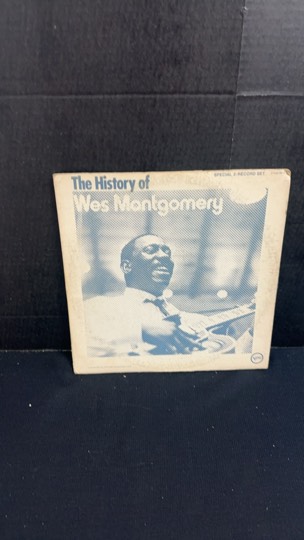 The History of
SPECIAL 2-RECORD SET
Wes Montgomery